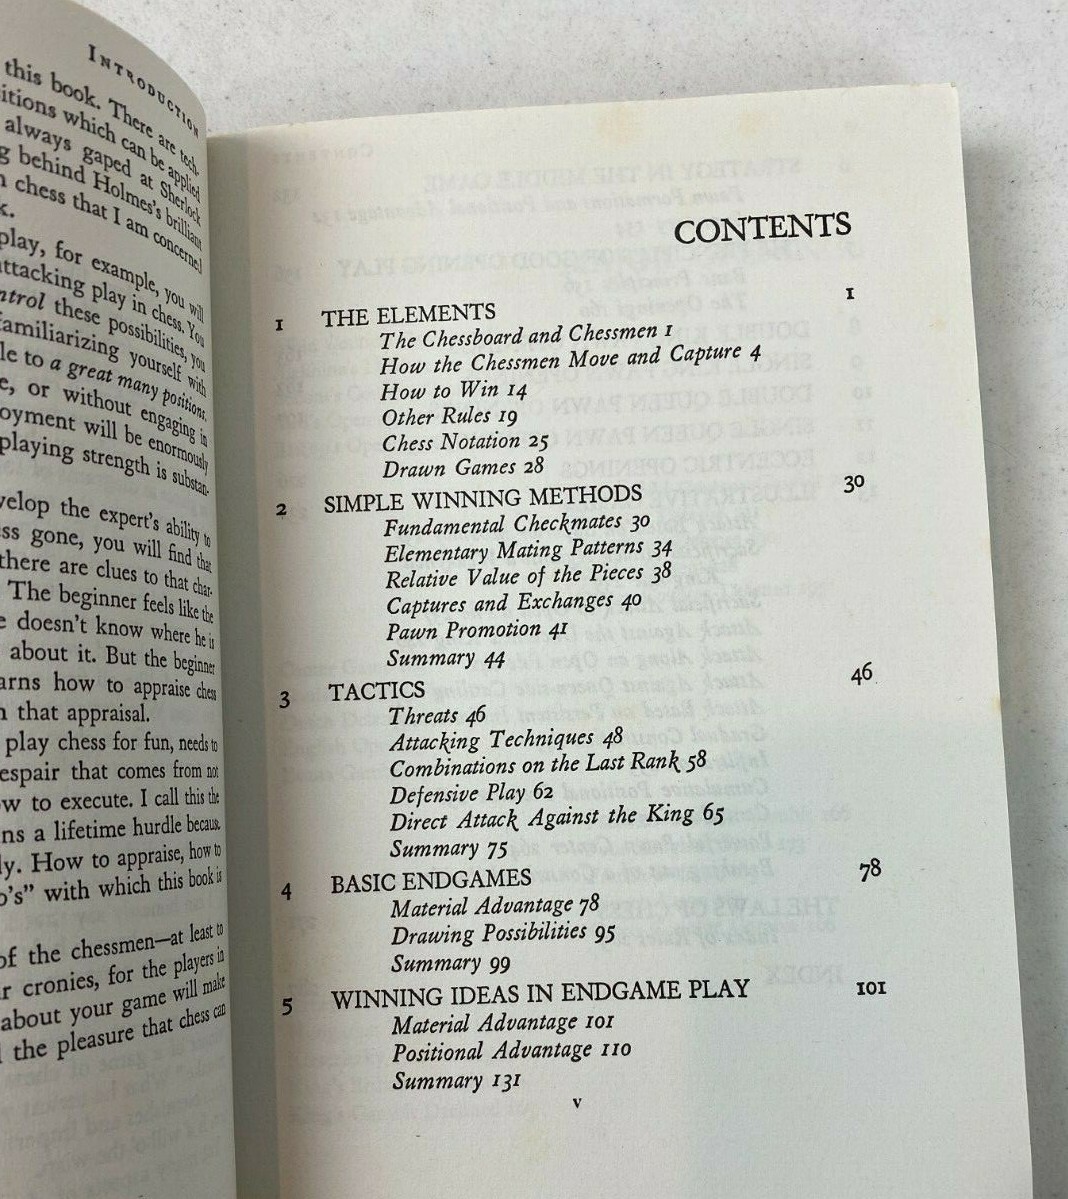 INTRODUCTION
this book. There are tech-
itions which can be applied
always gaped at Sherlock
behind Holmes's brilliant
chess that I am concerned
play, for example, you will
attacking play in chess. You
ntrol these possibilities, you
familiarizing yourself with
le to a great many positions.
e, or without engaging in
oyment will be enormously
playing strength is substan-
velop the expert's ability to
ss gone, you will find that
there are clues to that char-
The beginner feels like the
e doesn't know where he is
about it. But the beginner
arns how to appraise chess
n that appraisal.
play chess for fun, needs to
espair that comes from not
ow to execute. I call this the
ns a lifetime hurdle because
ly. How to appraise, how to
o's" with which this book is
of the chessmen—at least to
r cronies, for the players in
about your game will make
the pleasure that chess can
CONTENTS
1 THE ELEMENTS 1
The Chessboard and Chessmen 1
How the Chessmen Move and Capture 4
How to Win 14
Other Rules 19
Chess Notation 25
Drawn Games 28
2 SIMPLE WINNING METHODS 30
Fundamental Checkmates 30
Elementary Mating Patterns 34
Relative Value of the Pieces 38
Captures and Exchanges 40
Pawn Promotion 41
Summary 44
3 TACTICS 46
Threats 46
Attacking Techniques 48
Combinations on the Last Rank 58
Defensive Play 62
Direct Attack Against the King 65
Summary 75
4 BASIC ENDGAMES 78
Material Advantage 78
Drawing Possibilities 95
Summary 99
5 WINNING IDEAS IN ENDGAME PLAY 101
Material Advantage 101
Positional Advantage 110
Summary 131
v